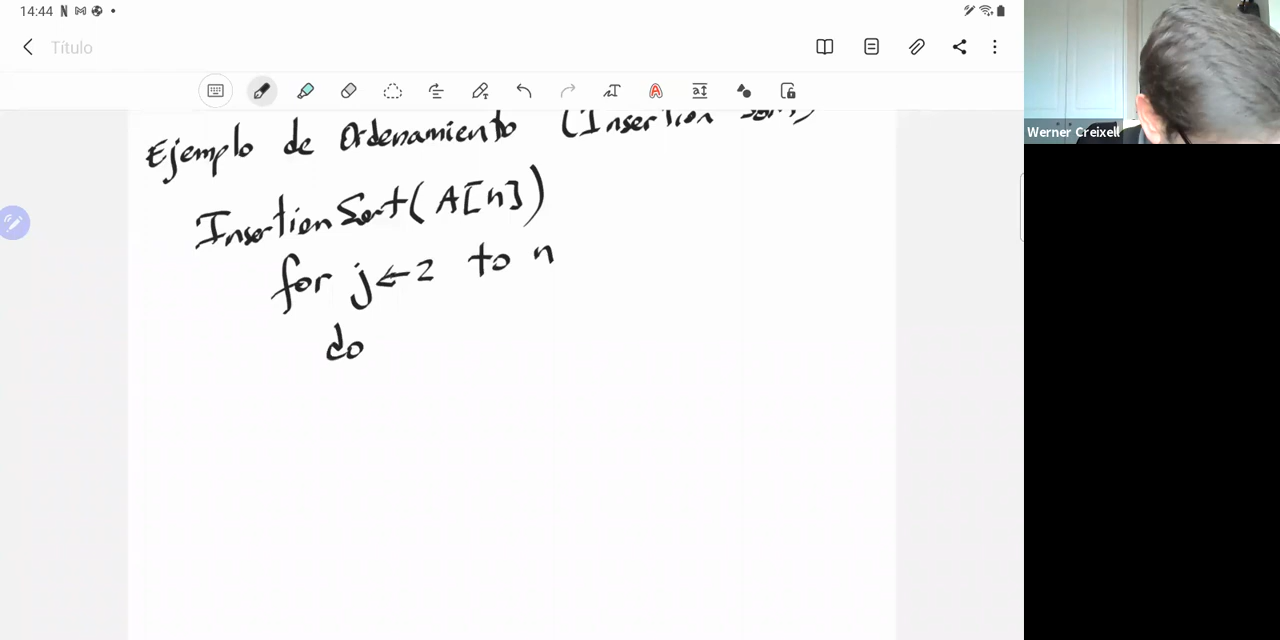 14:44
Título
Ejemplo de Ordenamiento (Insertion Sort)
InsertionSort(A[n])
for j←2 to n
do
Werner Creixell